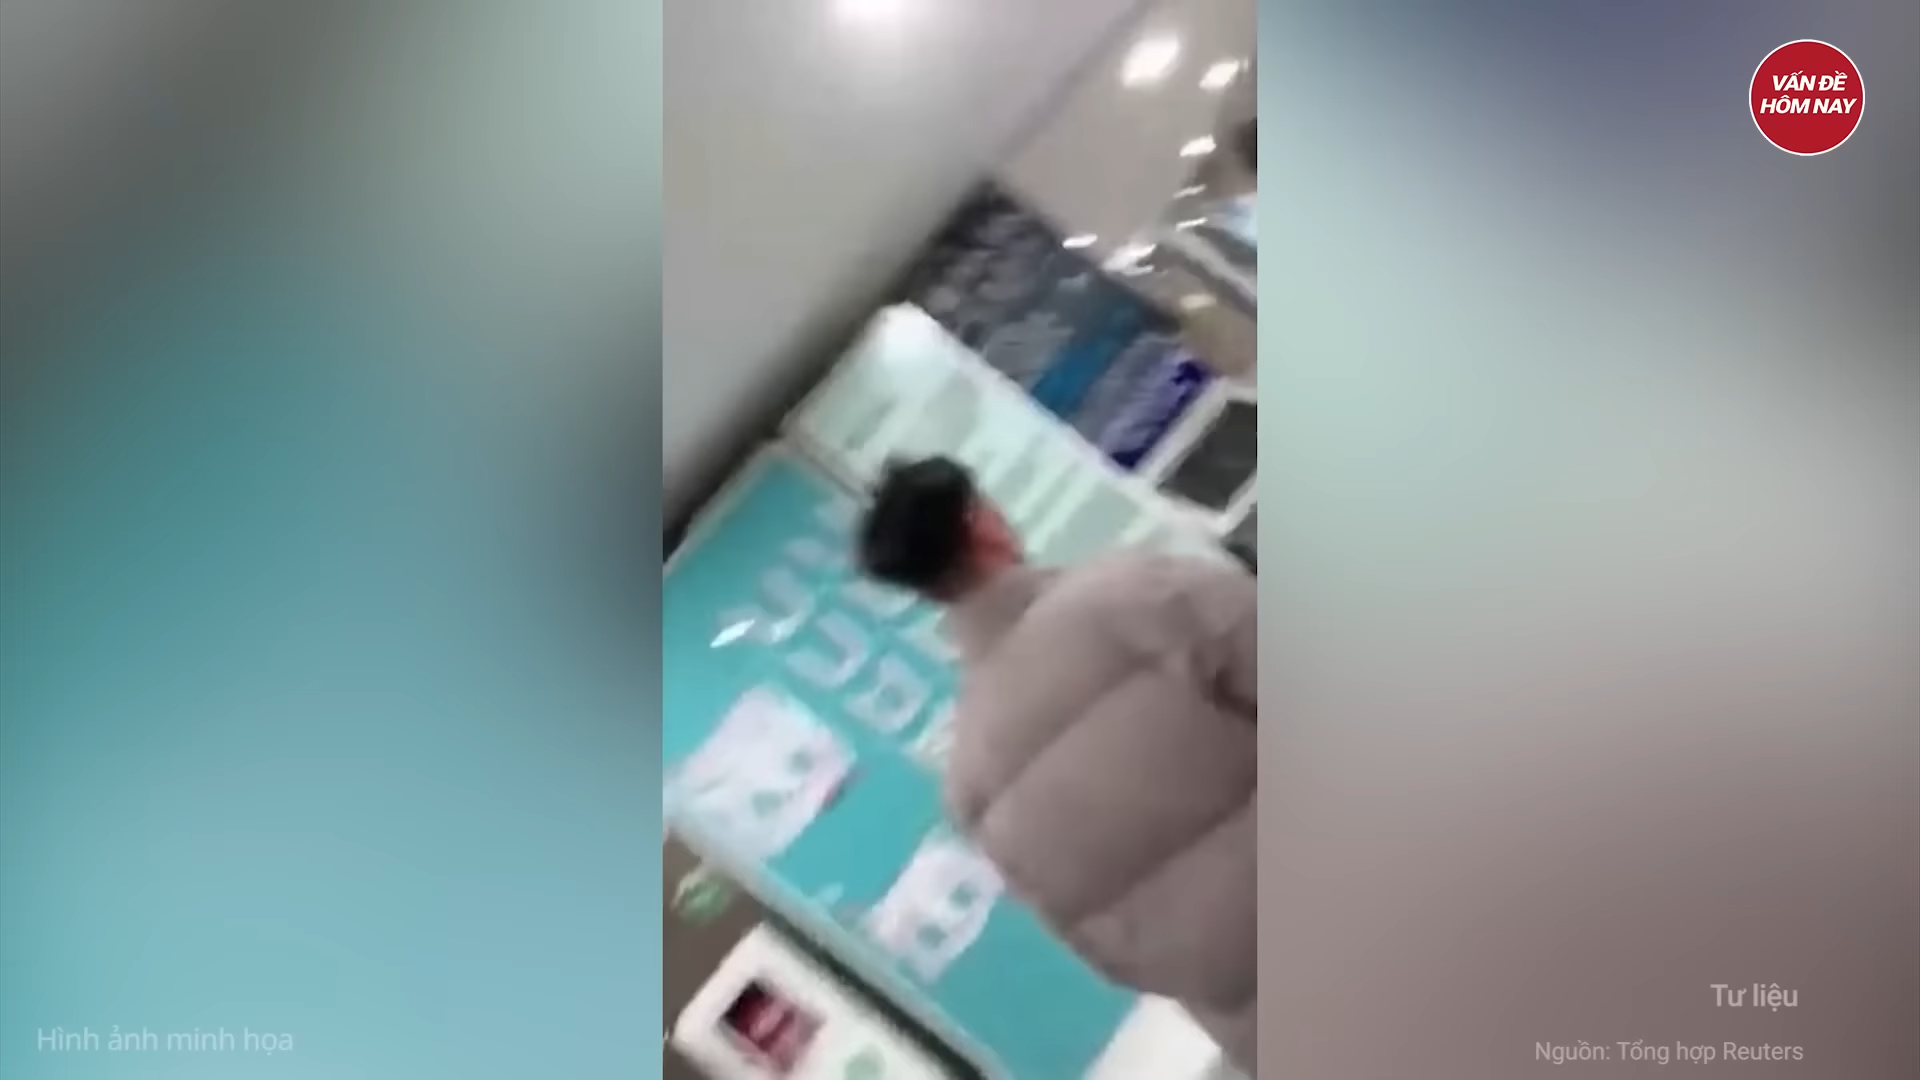 VẤN ĐỀ
HÔM NAY
Tư liệu
Hình ảnh minh họa
Nguồn: Tổng hợp Reuters